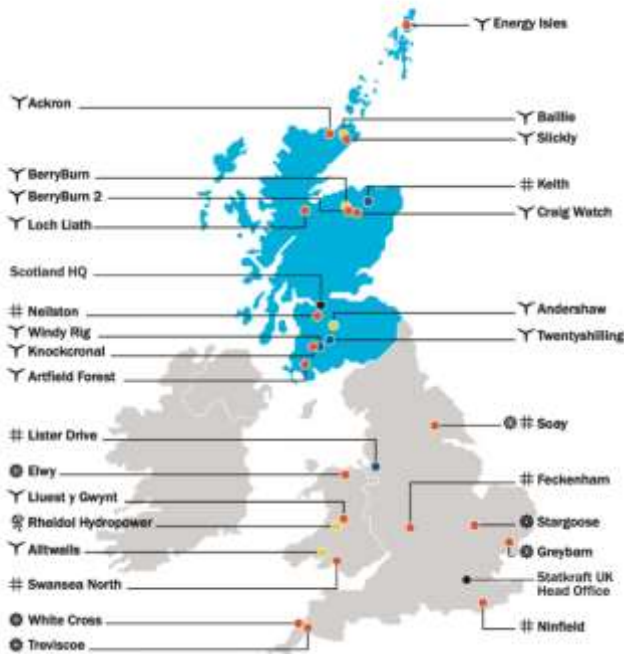 Energy Isles
Ackron
Baillie
Slickly
BerryBurn
Keith
BerryBurn 2
Craig Watch
Loch Liath
Scotland HQ
Neilston
Andershaw
Windy Rig
Twentyshilling
Knockcronal
Artfield Forest
Soay
Lister Drive
Elwy
Feckenham
Lluest y Gwynt
Rheidol Hydropower
Stargoose
Alltwalis
Greybarn
Swansea North
Statkraft UK
Head Office
White Cross
Ninfield
Treviscoe